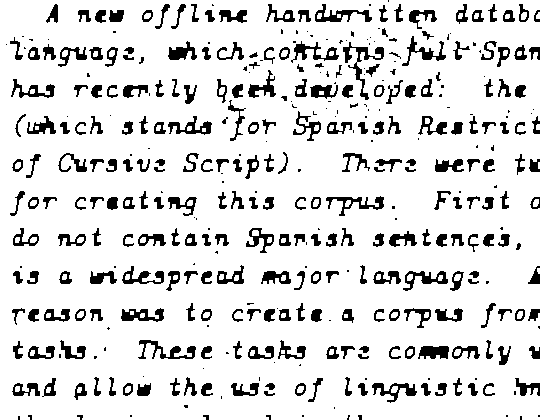 A new offline handwritten databa
language, which contains full Span
has recently been developed: the
(which stands for Spanish Restrict
of Cursive Script). There were tw
for creating this corpus. First o
do not contain Spanish sentences,
is a widespread major language. A
reason was to create a corpus from
tasks. These tasks are commonly u
and allow the use of linguistic kn